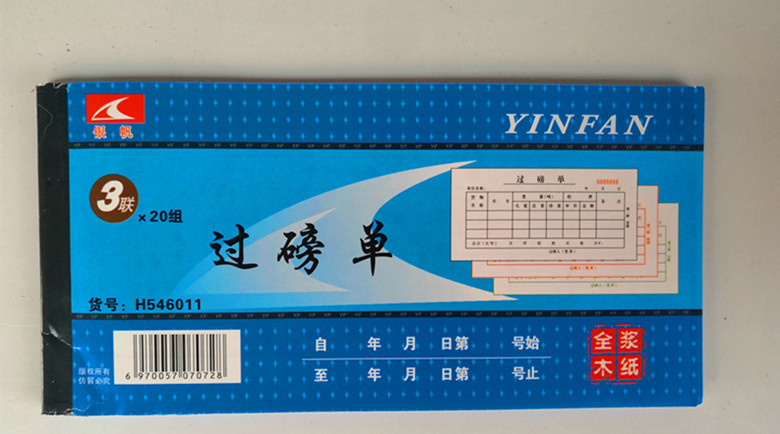 银帆
YINFAN
3联
×20组
过磅单
货号：H546011
过磅单
版权所有
仿冒必究
6 970057 070728
自 年 月 日第 号始
至 年 月 日第 号止
全浆
木纸